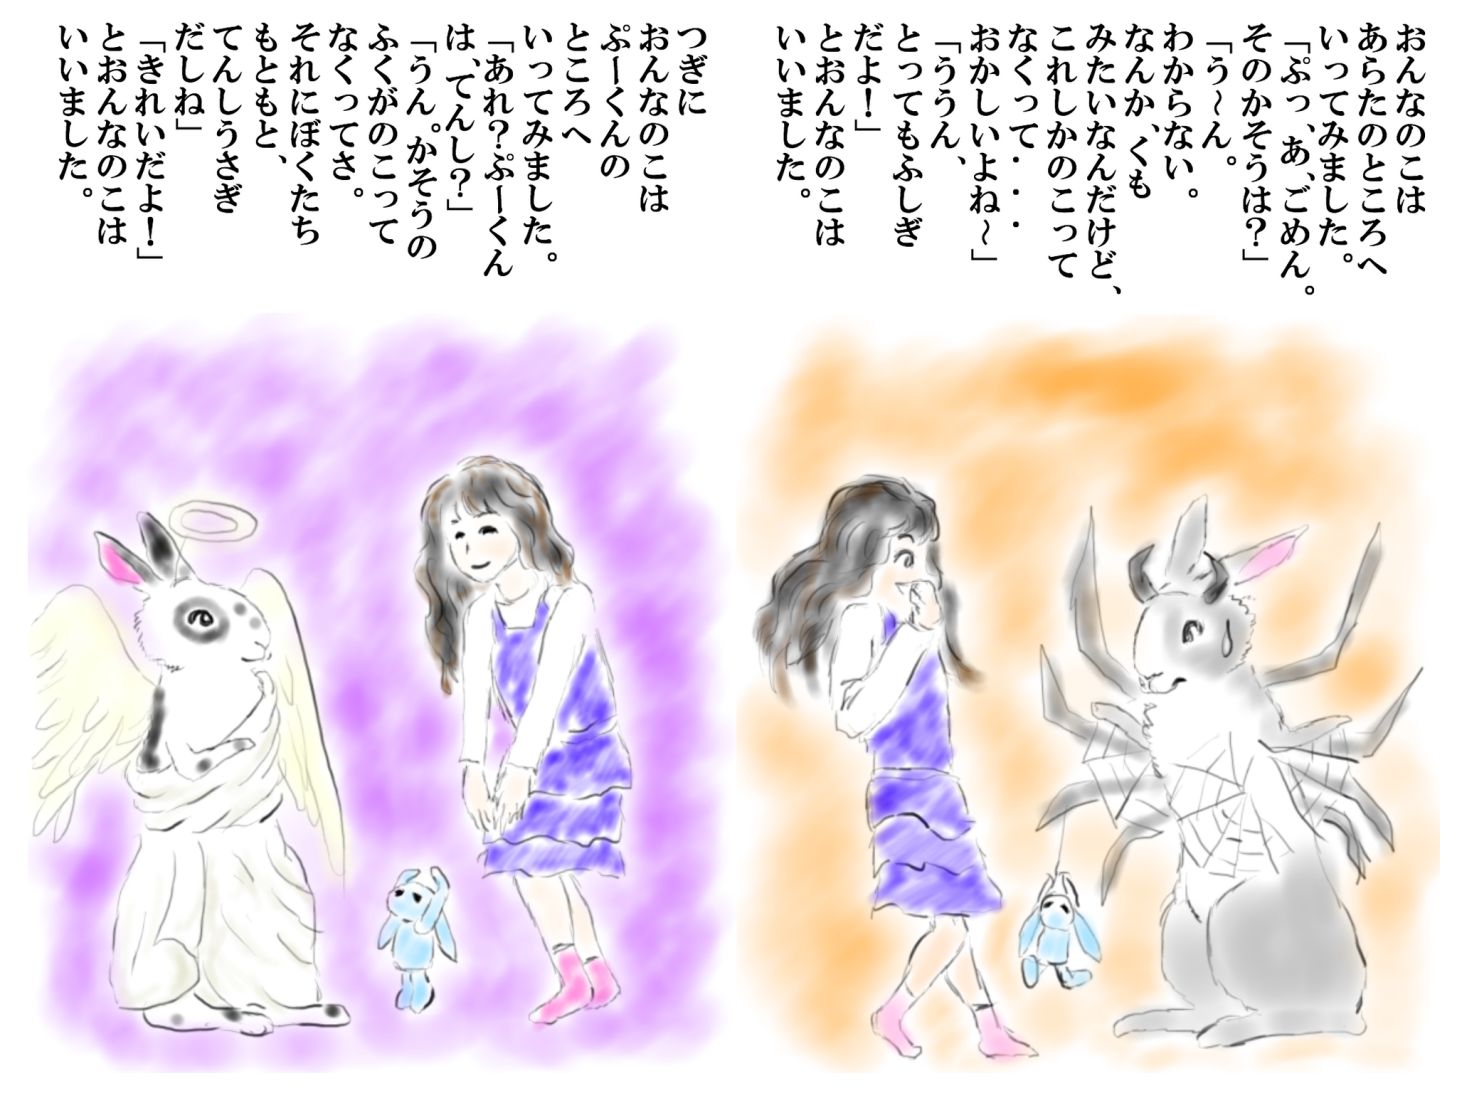 おんなのこは
あらたのところへ
いってみました。
「ぷっ、あ、ごめん。
そのかそうは？」
「う～ん。
わからない。
なんか、くも
みたいなんだけど、
これしかのこって
なくって・・・
おかしいよね～」
「ううん、
とってもふしぎ
だよ！」
とおんなのこは
いいました。
つぎに
おんなのこは
ぷーくんの
ところへ
いってみました。
「あれ？ぷーくん
は、てんし？」
「うん。かそうの
ふくがのこって
なくってさ。
それにぼくたち
もともと、
てんしうさぎ
だしね」
「きれいだよ！」
とおんなのこは
いいました。